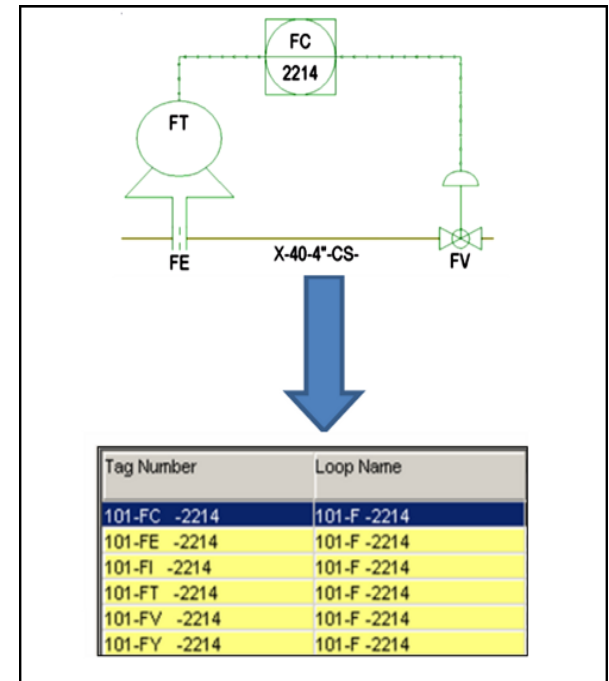 FC
2214
FT
FE
X-40-4"-CS-
FV
Tag Number Loop Name
101-FC -2214 101-F -2214
101-FE -2214 101-F -2214
101-FI -2214 101-F -2214
101-FT -2214 101-F -2214
101-FV -2214 101-F -2214
101-FY -2214 101-F -2214